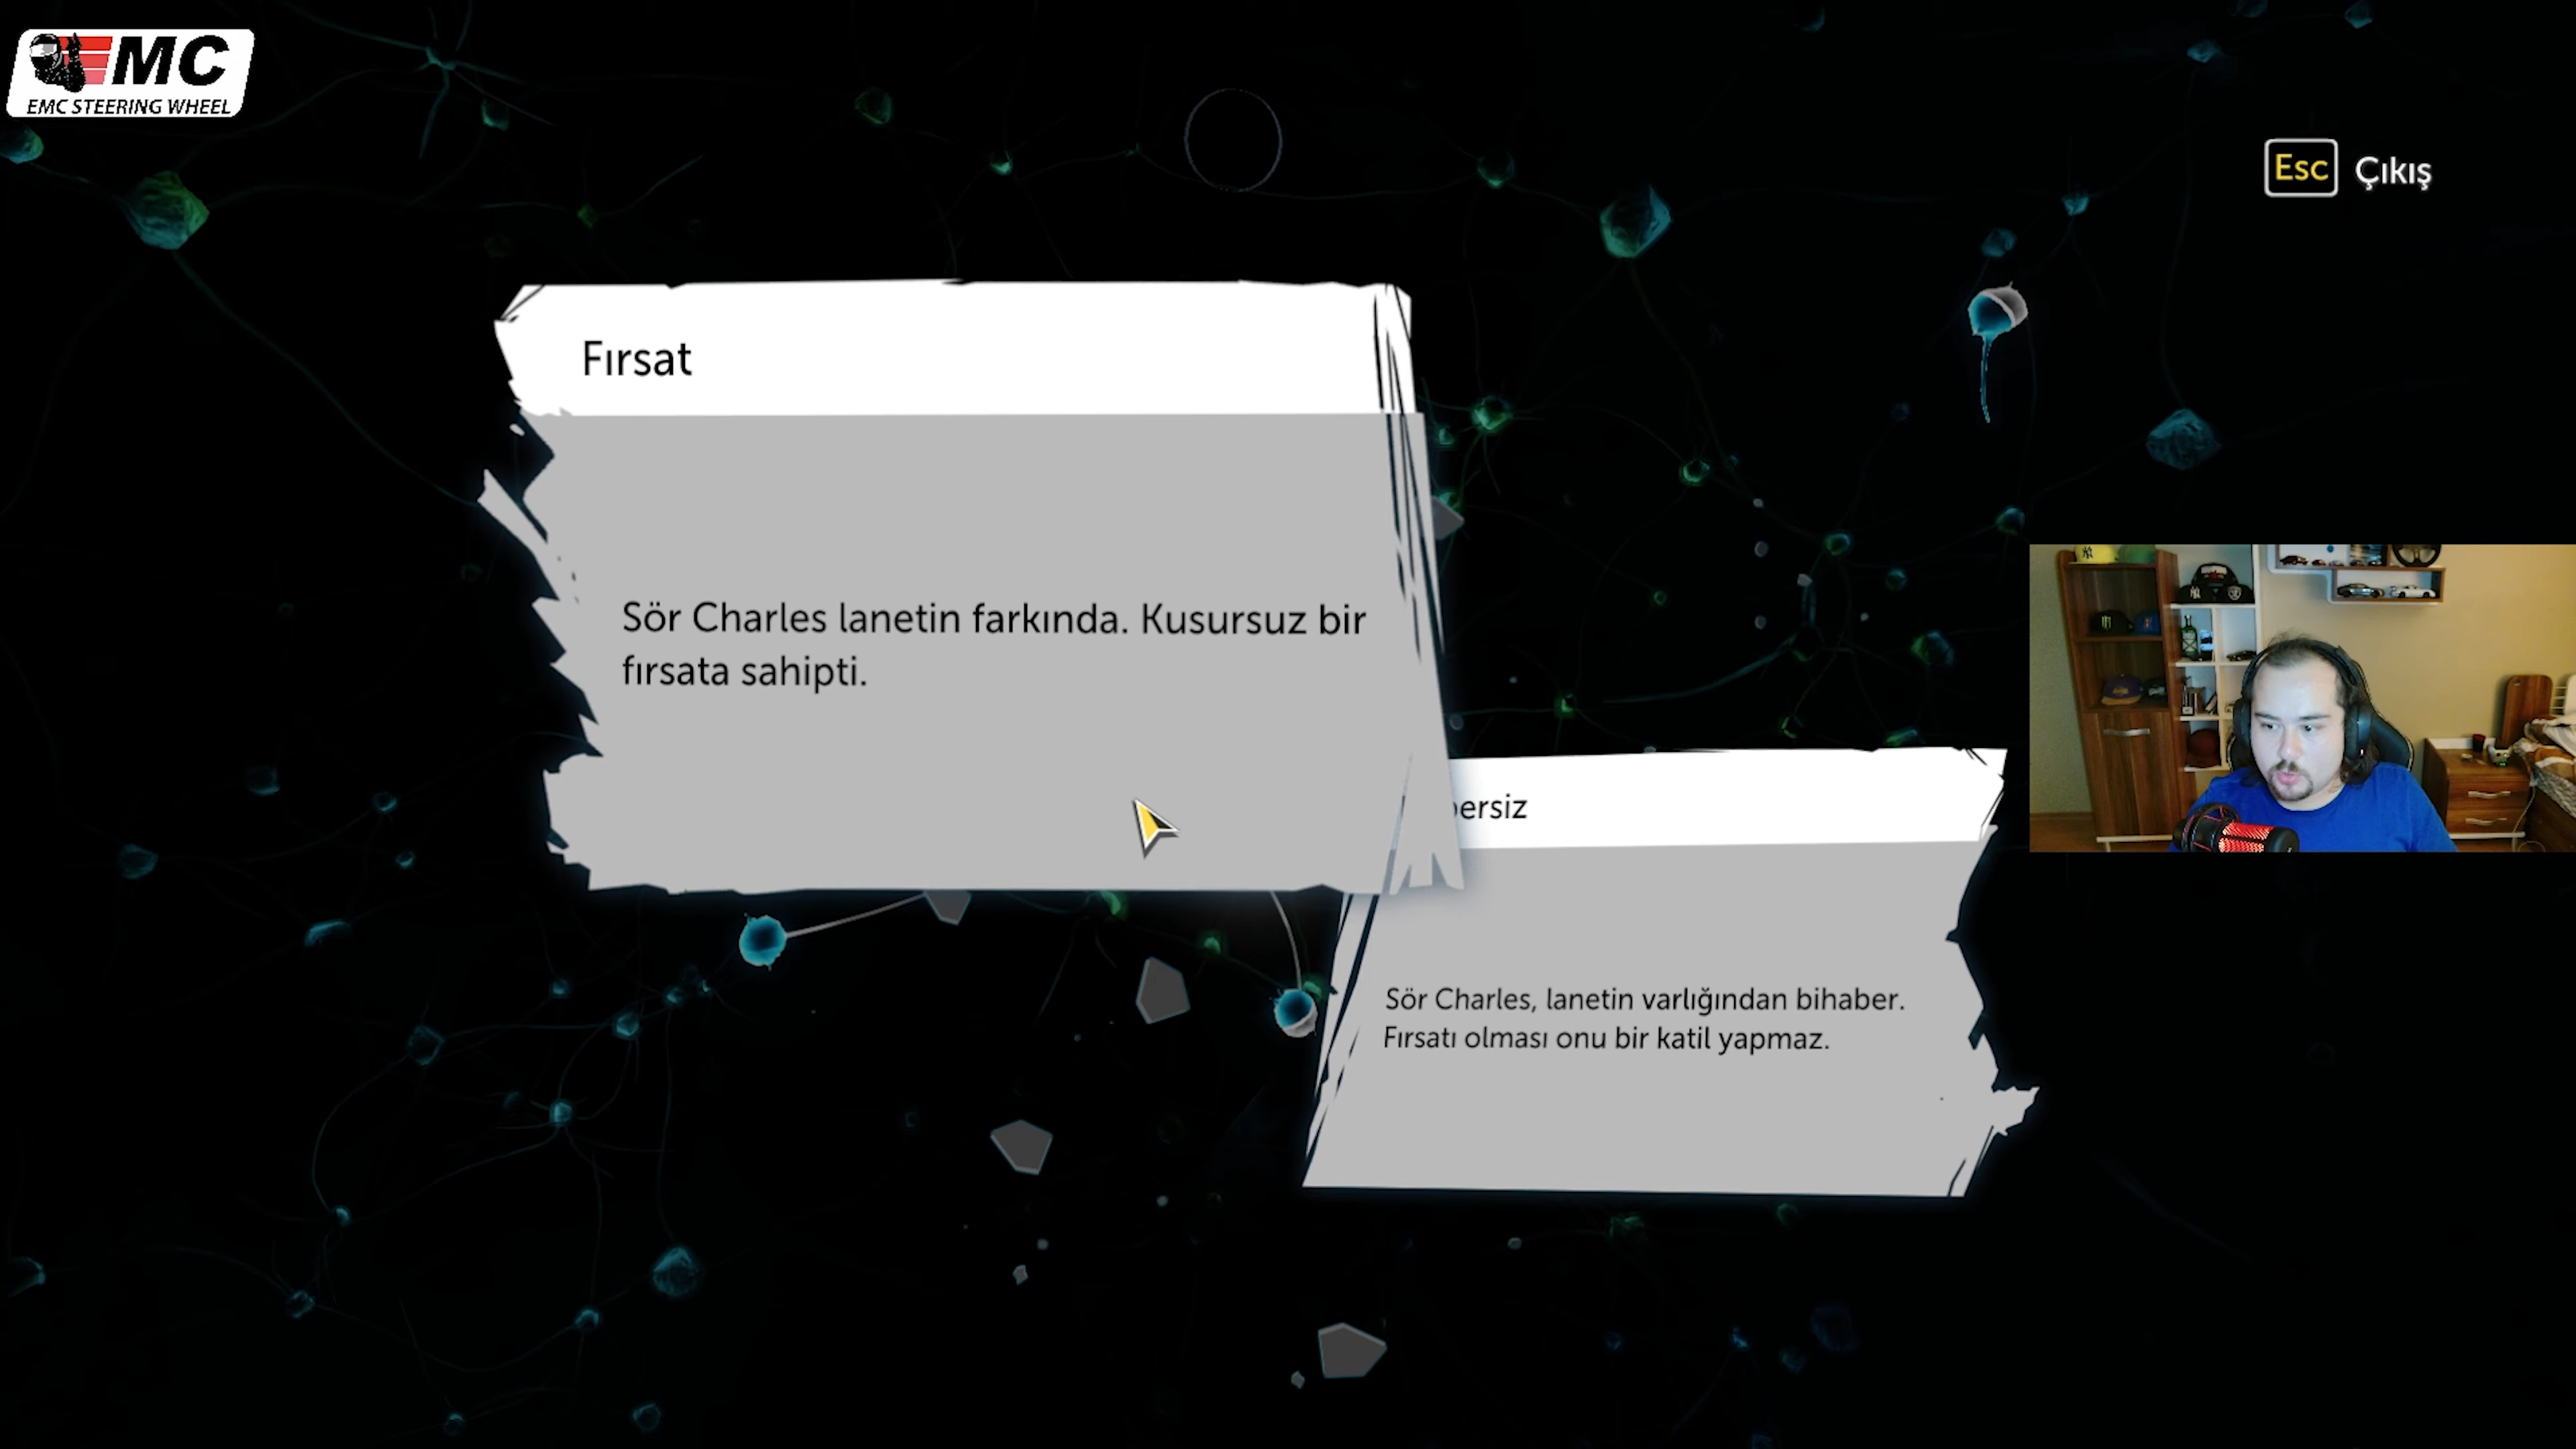 MC
EMC STEERING WHEEL
Esc Çıkış
Fırsat
Sör Charles lanetin farkında. Kusursuz bir
fırsata sahipti.
ersiz
Sör Charles, lanetin varlığından bihaber.
Fırsatı olması onu bir katil yapmaz.